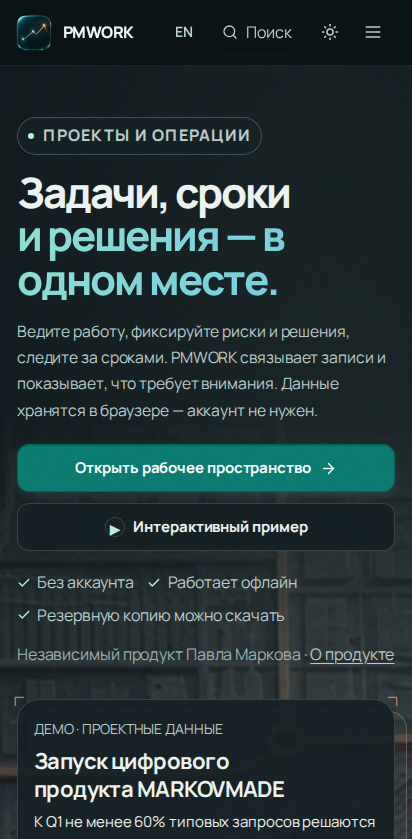 PMWORK
EN
Поиск
ПРОЕКТЫ И ОПЕРАЦИИ
Задачи, сроки
и решения — в
одном месте.
Ведите работу, фиксируйте риски и решения,
следите за сроками. PMWORK связывает записи и
показывает, что требует внимания. Данные
хранятся в браузере — аккаунт не нужен.
Открыть рабочее пространство →
Интерактивный пример
Без аккаунта
Работает офлайн
Резервную копию можно скачать
Независимый продукт Павла Маркова · О продукте
ДЕМО · ПРОЕКТНЫЕ ДАННЫЕ
Запуск цифрового
продукта MARKOVMADE
К Q1 не менее 60% типовых запросов решаются